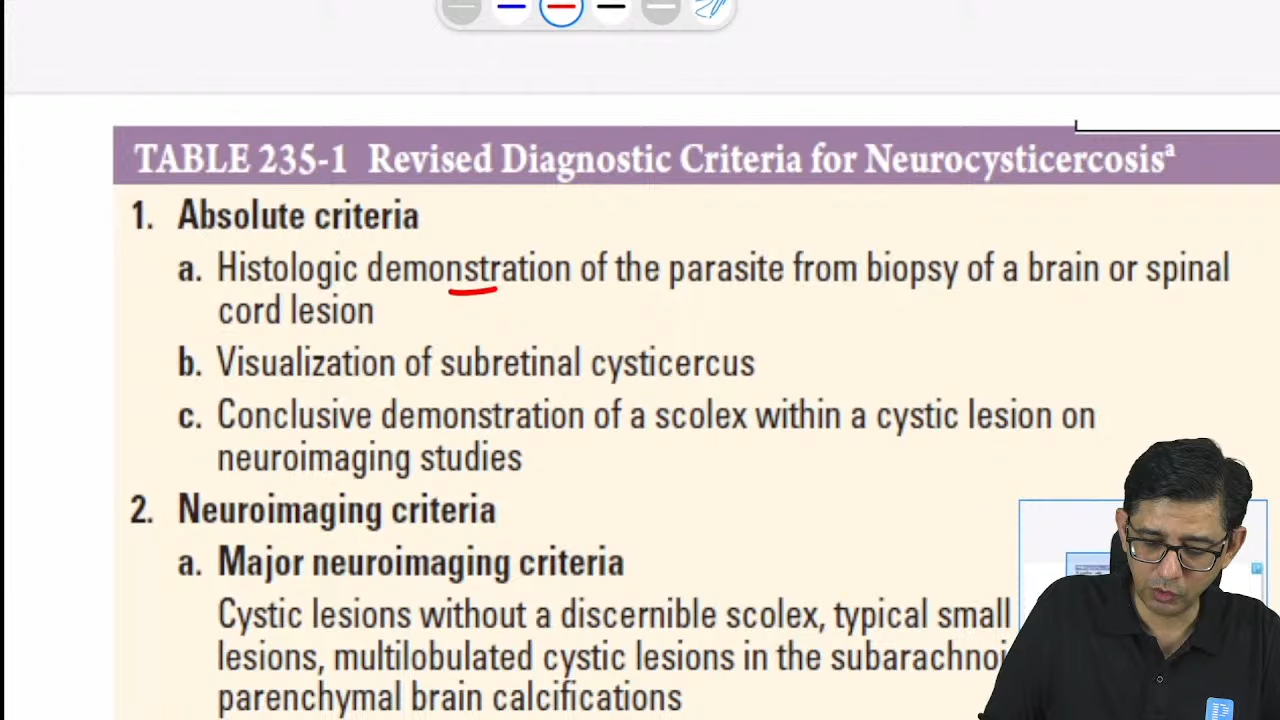 TABLE 235-1 Revised Diagnostic Criteria for Neurocysticercosisa
1. Absolute criteria
a. Histologic demonstration of the parasite from biopsy of a brain or spinal
cord lesion
b. Visualization of subretinal cysticercus
c. Conclusive demonstration of a scolex within a cystic lesion on
neuroimaging studies
2. Neuroimaging criteria
a. Major neuroimaging criteria
Cystic lesions without a discernible scolex, typical small
lesions, multilobulated cystic lesions in the
parenchymal brain calcifications